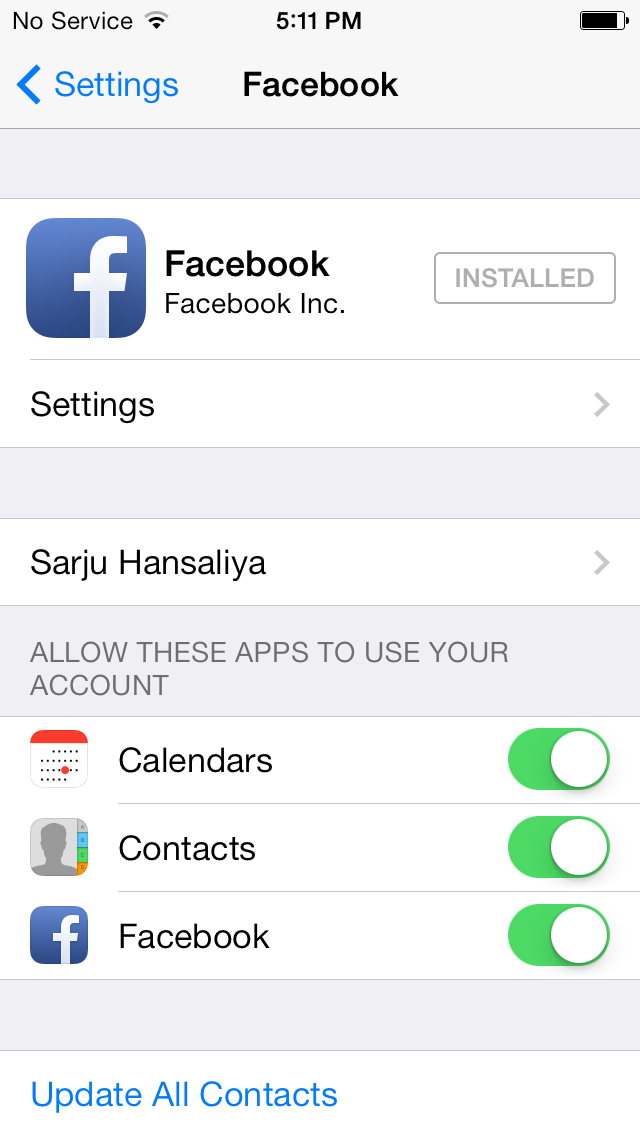 No Service 5:11 PM
Settings Facebook
Facebook
Facebook Inc.
INSTALLED
Settings
Sarju Hansaliya
ALLOW THESE APPS TO USE YOUR
ACCOUNT
Calendars
Contacts
Facebook
Update All Contacts